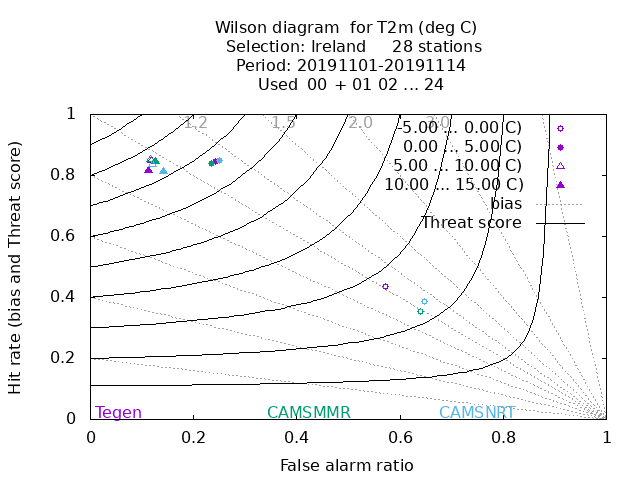 Wilson diagram  for T2m (deg C)
Selection: Ireland     28 stations
Period: 20191101-20191114
Used  00  + 01 02 ... 24
1.2 1.5 2.0 3.0
-5.00 ... 0.00 C)
0.00 ... 5.00 C)
5.00 ... 10.00 C)
10.00 ... 15.00 C)
bias
Threat score
Hit rate (bias and Threat score)
1
0.8
0.6
0.4
0.2
0
Tegen CAMSMMR CAMSNRT
0 0.2 0.4 0.6 0.8 1
False alarm ratio